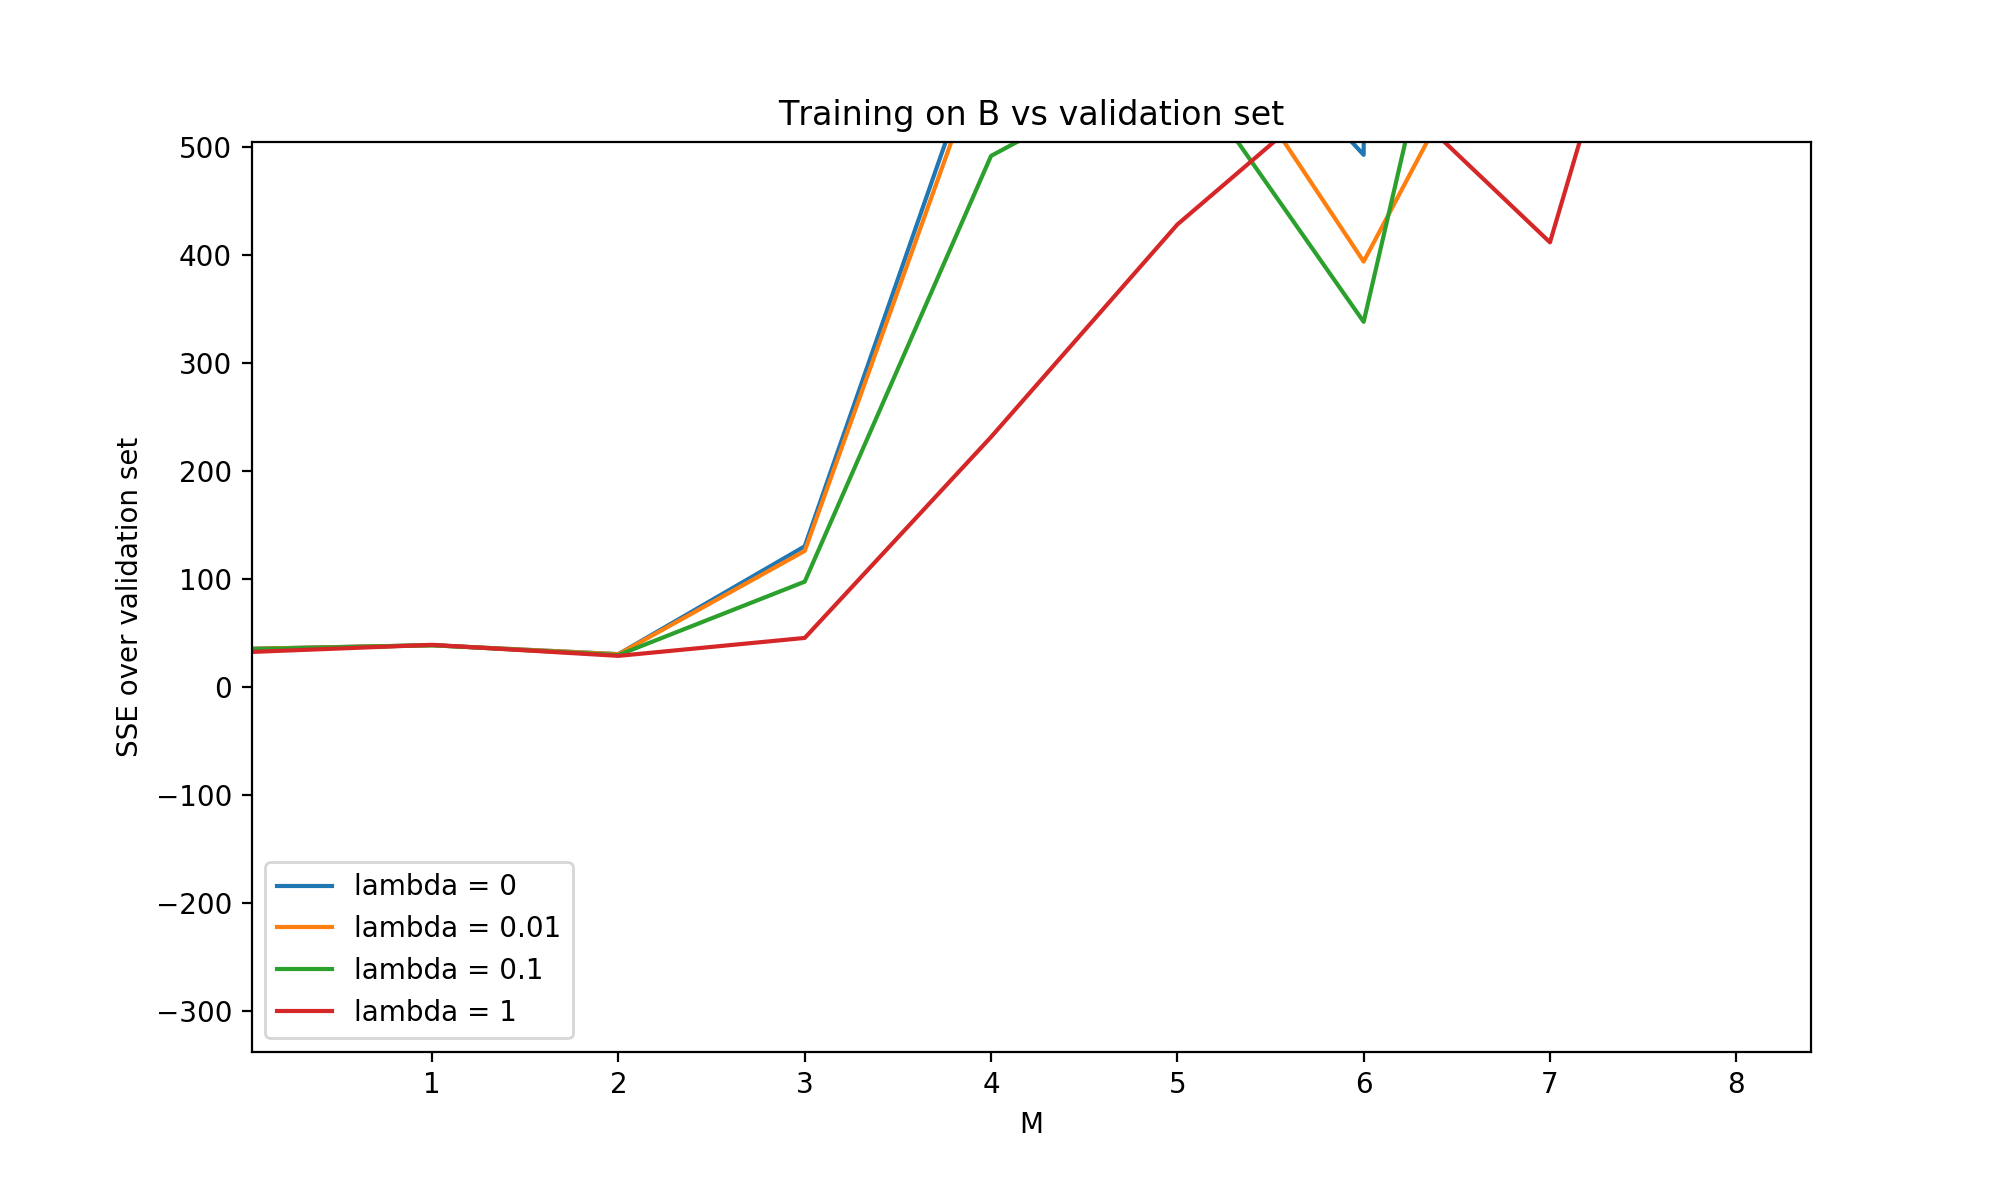 Training on B vs validation set
500
400
300
200
100
0
−100
−200
−300
SSE over validation set
lambda = 0
lambda = 0.01
lambda = 0.1
lambda = 1
1 2 3 4 5 6 7 8
M